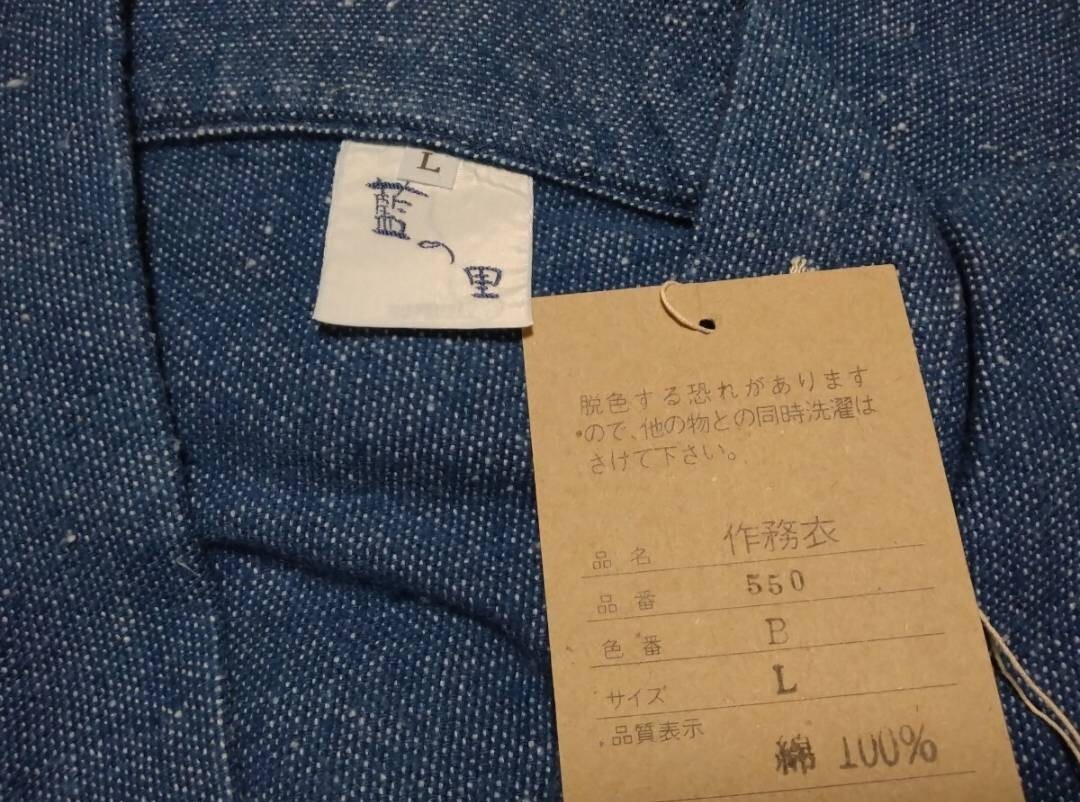 L
藍の里
脱色する恐れがあります
ので、他の物との同時洗濯は
さけて下さい。
品名 作務衣
品番 550
色番 B
サイズ L
品質表示
綿 100%